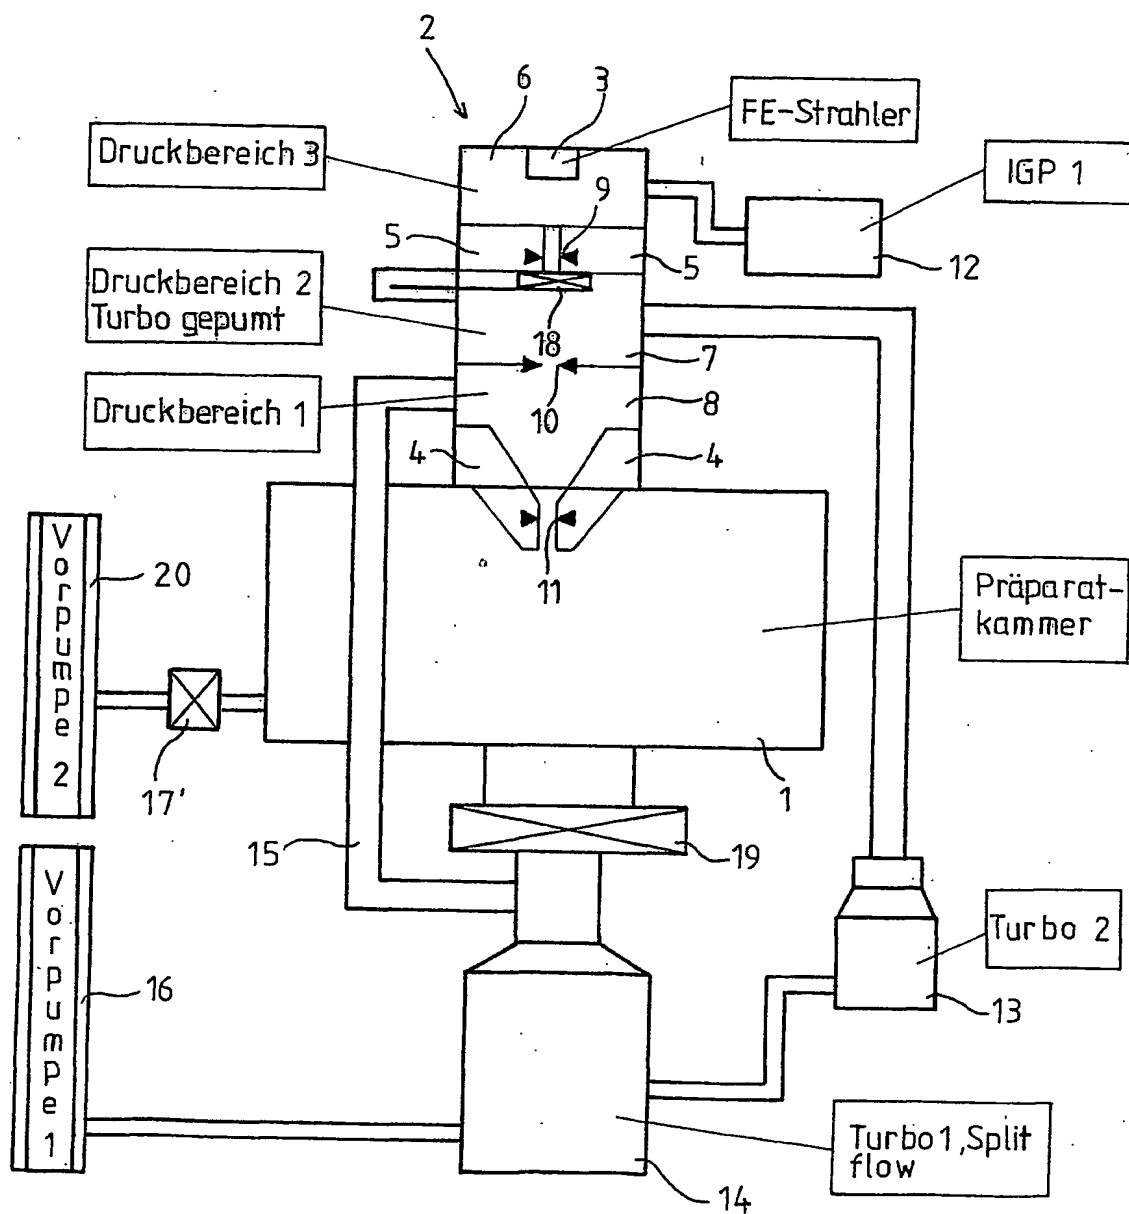 2
6
3
FE-Strahler
Druckbereich 3
IGP 1
9
5
5
12
Druckbereich 2
Turbo gepumt
18
7
10
8
Druckbereich 1
4
4
11
Vorpumpe 2
20
Präparat-
kammer
17'
1
15
19
Vorpumpe 1
16
Turbo 2
13
Turbo1,Split
flow
14